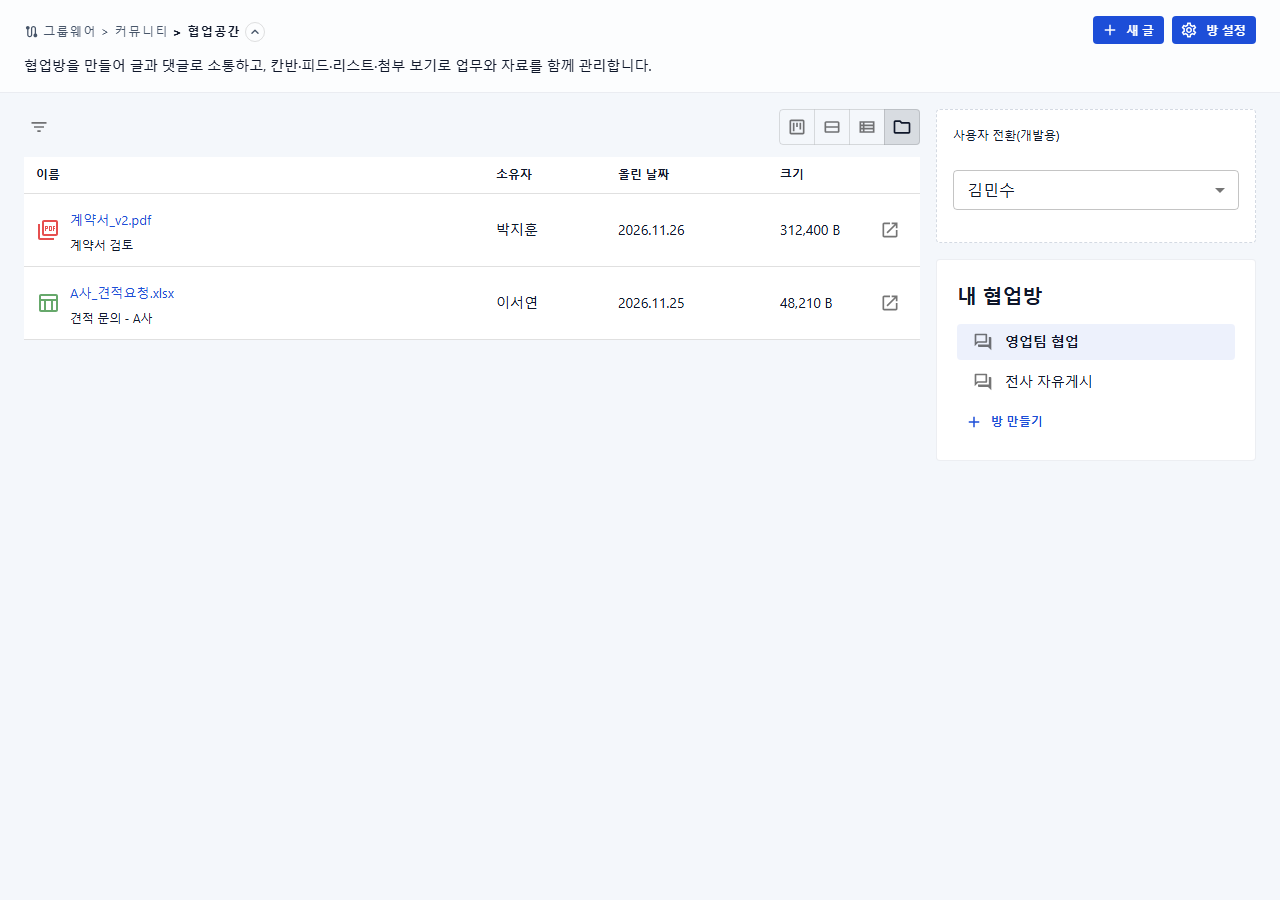 그룹웨어 > 커뮤니티 > 협업공간
새 글
방 설정
협업방을 만들어 글과 댓글로 소통하고, 칸반·피드·리스트·첨부 보기로 업무와 자료를 함께 관리합니다.
이름 소유자 올린 날짜 크기
계약서_v2.pdf
계약서 검토
박지훈 2026.11.26 312,400 B
A사_견적요청.xlsx
견적 문의 - A사
이서연 2026.11.25 48,210 B
사용자 전환(개발용)
김민수
내 협업방
영업팀 협업
전사 자유게시
방 만들기